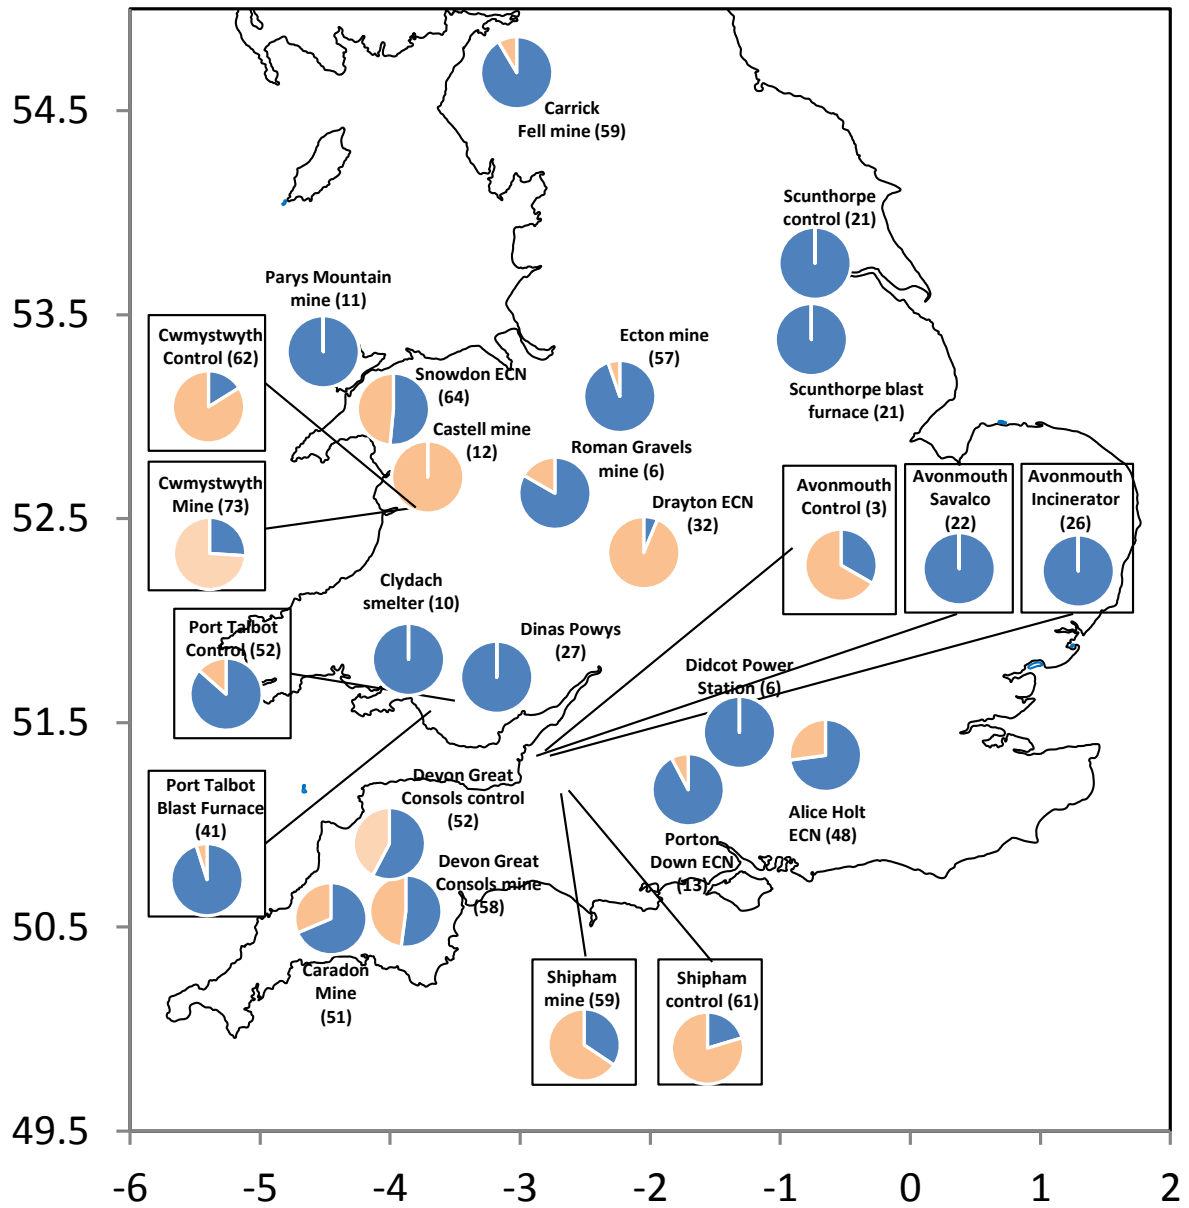 54.5
53.5
52.5
51.5
50.5
49.5
-6
-5
-4
-3
-2
-1
0
1
2
Carrick
Fell mine (59)
Scunthorpe
control (21)
Parys Mountain
mine (11)
Cwmystwyth
Control (62)
Snowdon ECN
(64)
Ecton mine
(57)
Scunthorpe blast
furnace (21)
Castell mine
(12)
Roman Gravels
mine (6)
Cwmystwyth
Mine (73)
Drayton ECN
(32)
Avonmouth
Control (3)
Avonmouth
Savalco
(22)
Avonmouth
Incinerator
(26)
Clydach
smelter (10)
Port Talbot
Control (52)
Dinas Powys
(27)
Didcot Power
Station (6)
Port Talbot
Blast Furnace
(41)
Devon Great
Consols control
(52)
Alice Holt
ECN (48)
Porton
Down ECN
(13)
Devon Great
Consols mine
(58)
Caradon
Mine
(51)
Shipham
mine (59)
Shipham
control (61)